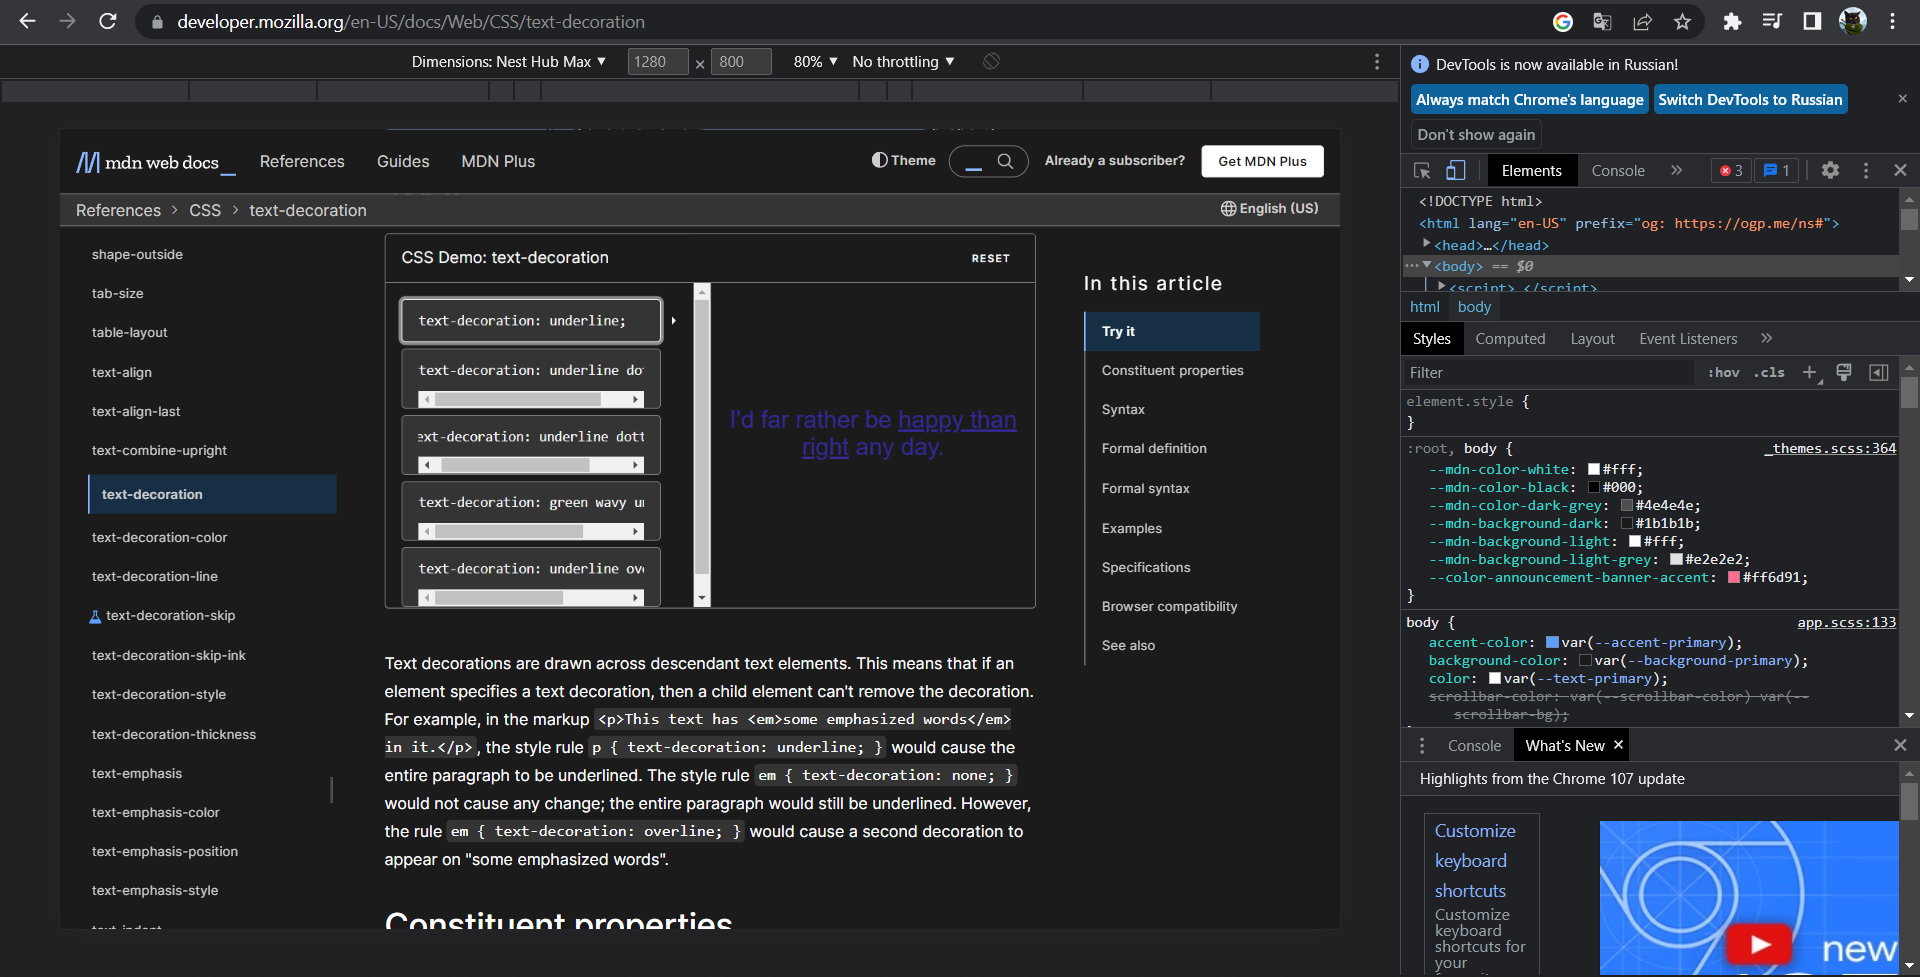 developer.mozilla.org/en-US/docs/Web/CSS/text-decoration
Dimensions: Nest Hub Max ▼ 1280 × 800 80% ▼ No throttling ▼
mdn web docs_ References Guides MDN Plus Theme Already a subscriber? Get MDN Plus
References > CSS > text-decoration English (US)
shape-outside
tab-size
table-layout
text-align
text-align-last
text-combine-upright
text-decoration
text-decoration-color
text-decoration-line
text-decoration-skip
text-decoration-skip-ink
text-decoration-style
text-decoration-thickness
text-emphasis
text-emphasis-color
text-emphasis-position
text-emphasis-style
CSS Demo: text-decoration RESET
text-decoration: underline;
text-decoration: underline do
ext-decoration: underline dott
text-decoration: green wavy u
text-decoration: underline ov
I'd far rather be happy than
right any day.
Text decorations are drawn across descendant text elements. This means that if an
element specifies a text decoration, then a child element can't remove the decoration.
For example, in the markup <p>This text has <em>some emphasized words</em>
in it.</p>, the style rule p { text-decoration: underline; } would cause the
entire paragraph to be underlined. The style rule em { text-decoration: none; }
would not cause any change; the entire paragraph would still be underlined. However,
the rule em { text-decoration: overline; } would cause a second decoration to
appear on "some emphasized words".
Constituent properties
In this article
Try it
Constituent properties
Syntax
Formal definition
Formal syntax
Examples
Specifications
Browser compatibility
See also
DevTools is now available in Russian!
Always match Chrome's language Switch DevTools to Russian
Don't show again
Elements Console » 3 1
<!DOCTYPE html>
<html lang="en-US" prefix="og: https://ogp.me/ns#">
<head>…</head>
<body> == $0
<script> </script>
html body
Styles Computed Layout Event Listeners »
Filter :hov .cls +
element.style {
}
:root, body { _themes.scss:364
--mdn-color-white: #fff;
--mdn-color-black: #000;
--mdn-color-dark-grey: #4e4e4e;
--mdn-background-dark: #1b1b1b;
--mdn-background-light: #fff;
--mdn-background-light-grey: #e2e2e2;
--color-announcement-banner-accent: #ff6d91;
}
body { app.scss:133
accent-color: var(--accent-primary);
background-color: var(--background-primary);
color: var(--text-primary);
scrollbar-color: var(--scrollbar-color) var(--
scrollbar-bg);
Console What's New ×
Highlights from the Chrome 107 update
Customize
keyboard
shortcuts
Customize
keyboard
shortcuts for
your
new